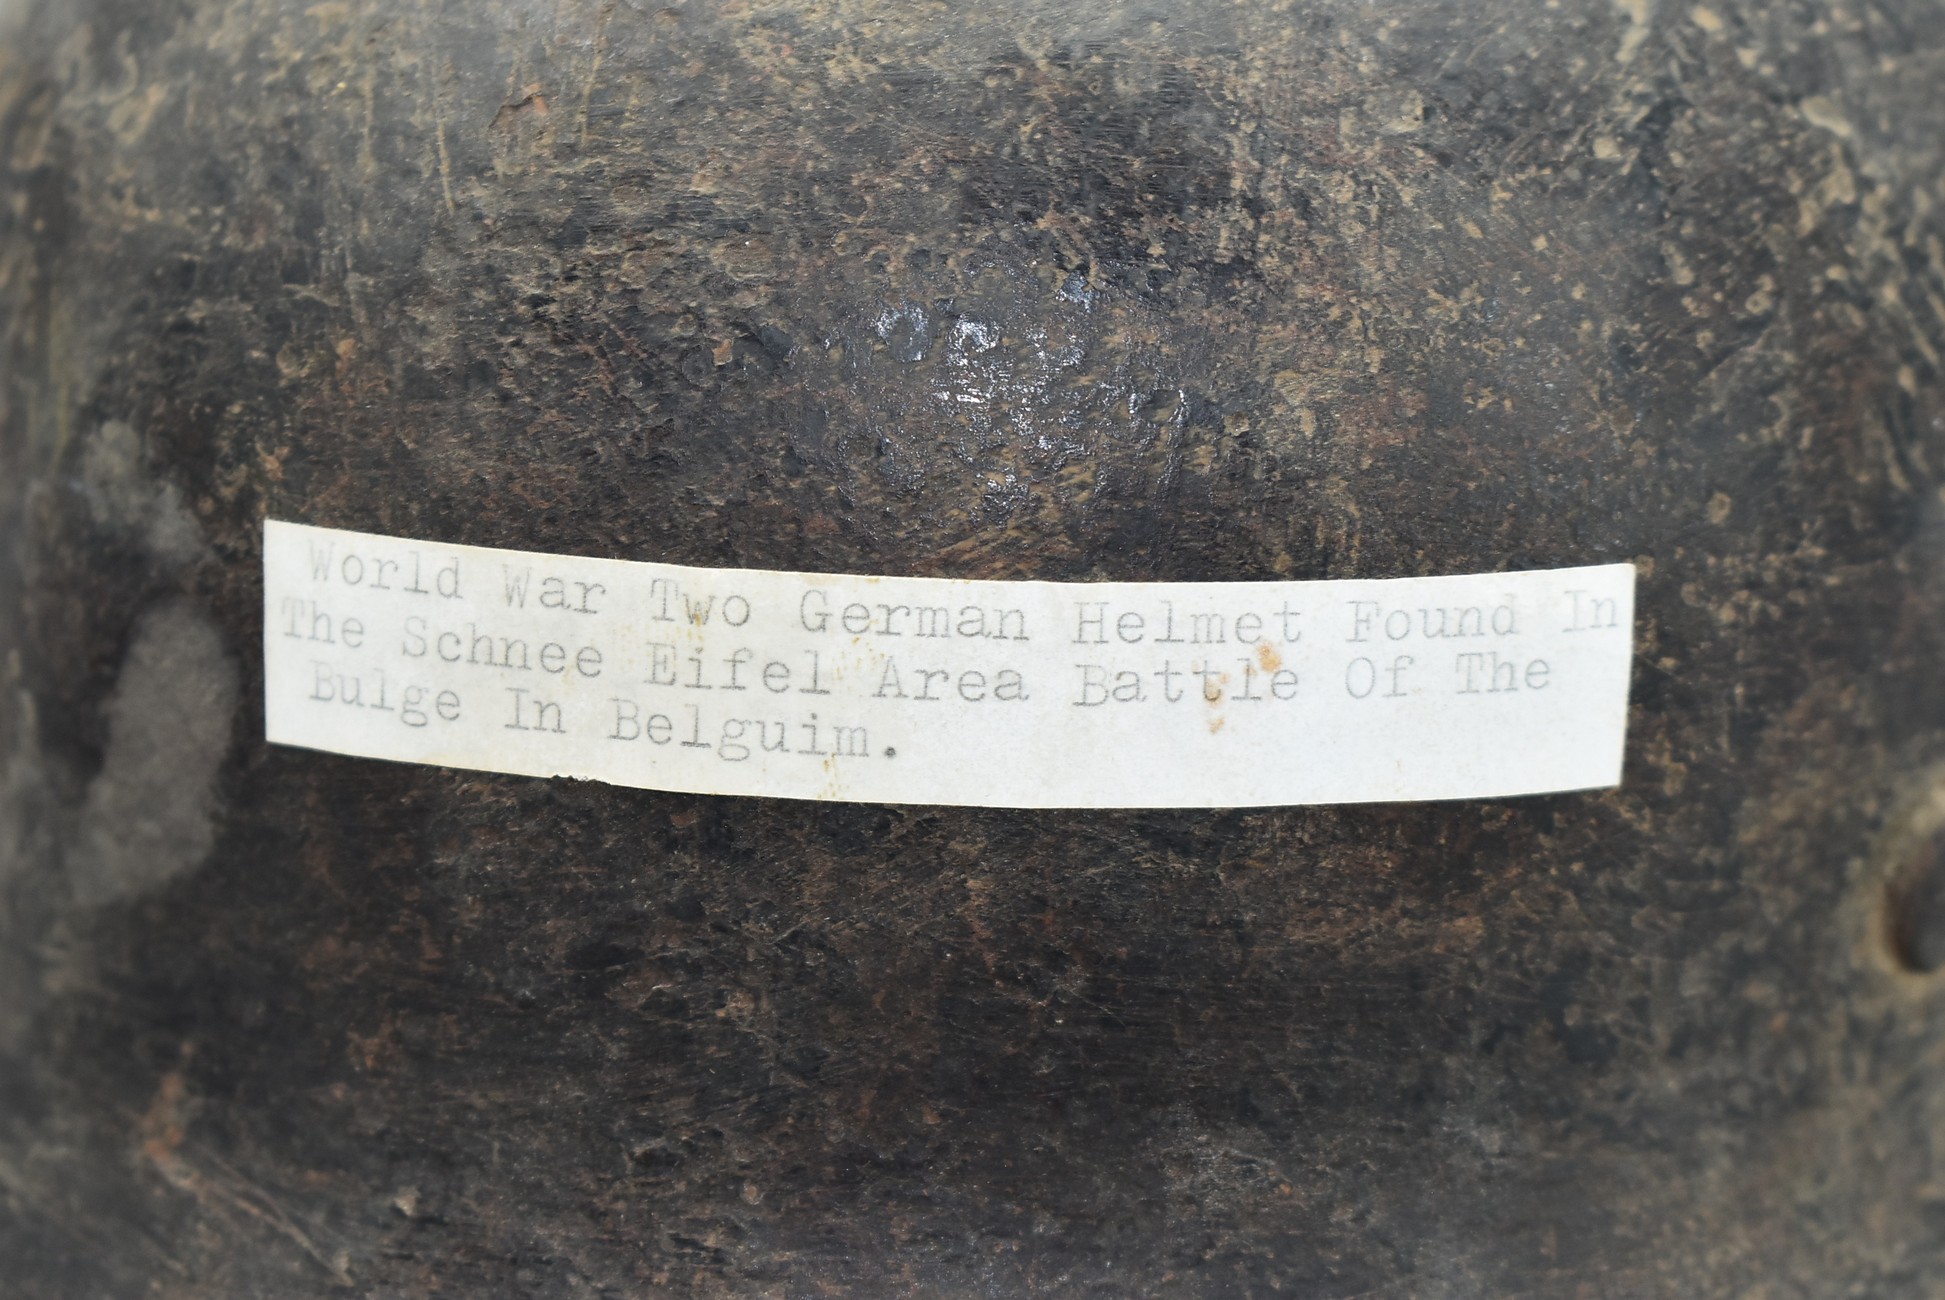 World War Two German Helmet Found In
The Schnee Eifel Area Battle Of The
Bulge In Belguim.